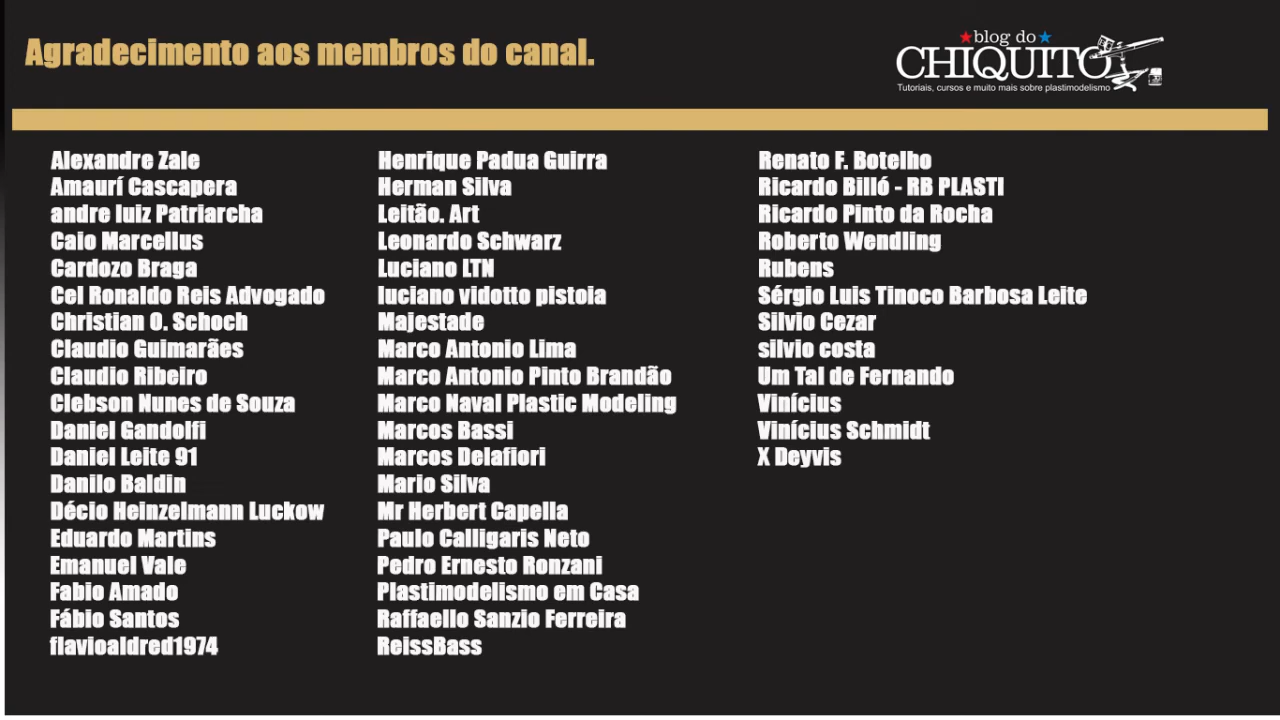 Agradecimento aos membros do canal.
blog do
CHIQUITO
Tutoriais, cursos e muito mais sobre plastimodelismo
Alexandre Zale
Amaurí Cascapera
andre luiz Patriarcha
Caio Marcellus
Cardozo Braga
Cel Ronaldo Reis Advogado
Christian O. Schoch
Claudio Guimarães
Claudio Ribeiro
Clebson Nunes de Souza
Daniel Gandolfi
Daniel Leite 91
Danilo Baldin
Décio Heinzelmann Luckow
Eduardo Martins
Emanuel Vale
Fabio Amado
Fábio Santos
flavioaldred1974
Henrique Padua Guirra
Herman Silva
Leitão. Art
Leonardo Schwarz
Luciano LTN
luciano vidotto pistoia
Majestade
Marco Antonio Lima
Marco Antonio Pinto Brandão
Marco Naval Plastic Modeling
Marcos Bassi
Marcos Delafiori
Mario Silva
Mr Herbert Capella
Paulo Calligaris Neto
Pedro Ernesto Ronzani
Plastimodelismo em Casa
Raffaello Sanzio Ferreira
ReissBass
Renato F. Botelho
Ricardo Billó - RB PLASTI
Ricardo Pinto da Rocha
Roberto Wendling
Rubens
Sérgio Luis Tinoco Barbosa Leite
Silvio Cezar
silvio costa
Um Tal de Fernando
Vinícius
Vinícius Schmidt
X Deyvis